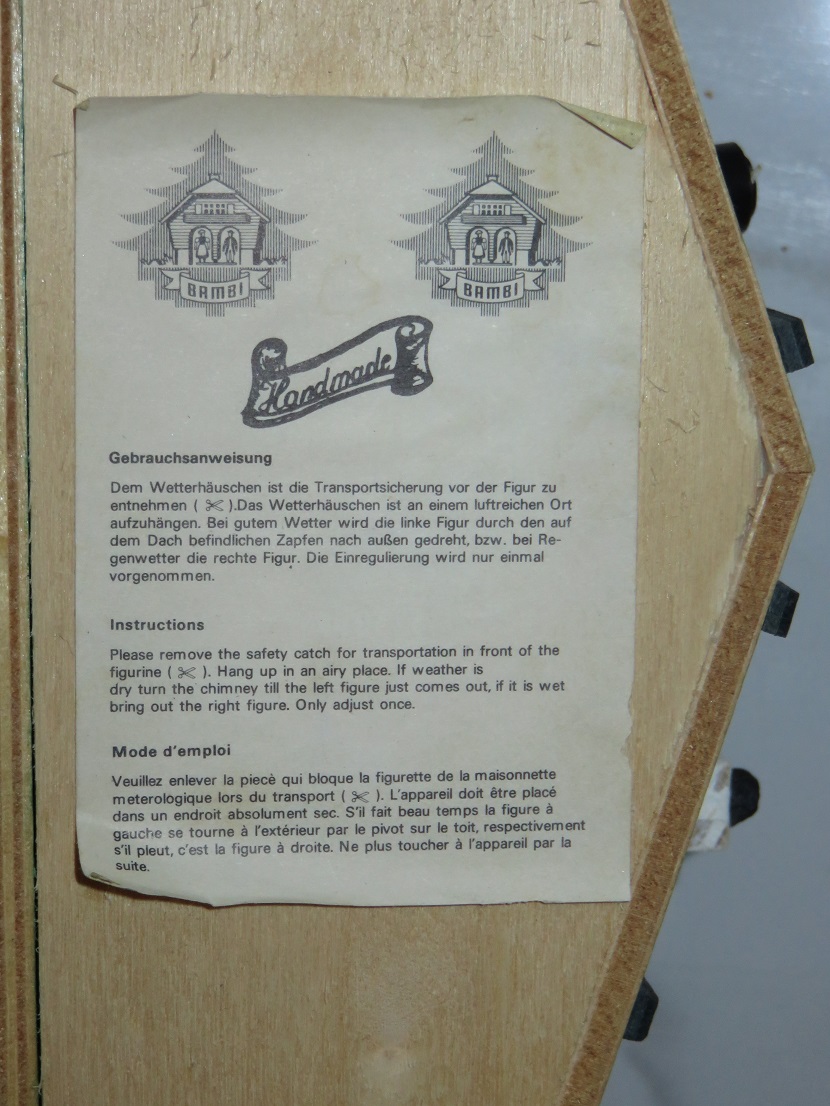 BAMBI
BAMBI
Handmade
Gebrauchsanweisung
Dem Wetterhäuschen ist die Transportsicherung vor der Figur zu
entnehmen ( ✂ ).Das Wetterhäuschen ist an einem luftreichen Ort
aufzuhängen. Bei gutem Wetter wird die linke Figur durch den auf
dem Dach befindlichen Zapfen nach außen gedreht, bzw. bei Re-
genwetter die rechte Figur. Die Einregulierung wird nur einmal
vorgenommen.
Instructions
Please remove the safety catch for transportation in front of the
figurine ( ✂ ). Hang up in an airy place. If weather is
dry turn the chimney till the left figure just comes out, if it is wet
bring out the right figure. Only adjust once.
Mode d'emploi
Veuillez enlever la piecè qui bloque la figurette de la maisonnette
meterologique lors du transport ( ✂ ). L'appareil doit être placé
dans un endroit absolument sec. S'il fait beau temps la figure à
gauche se tourne à l'extérieur par le pivot sur le toit, respectivement
s'il pleut, c'est la figure à droite. Ne plus toucher à l'appareil par la
suite.